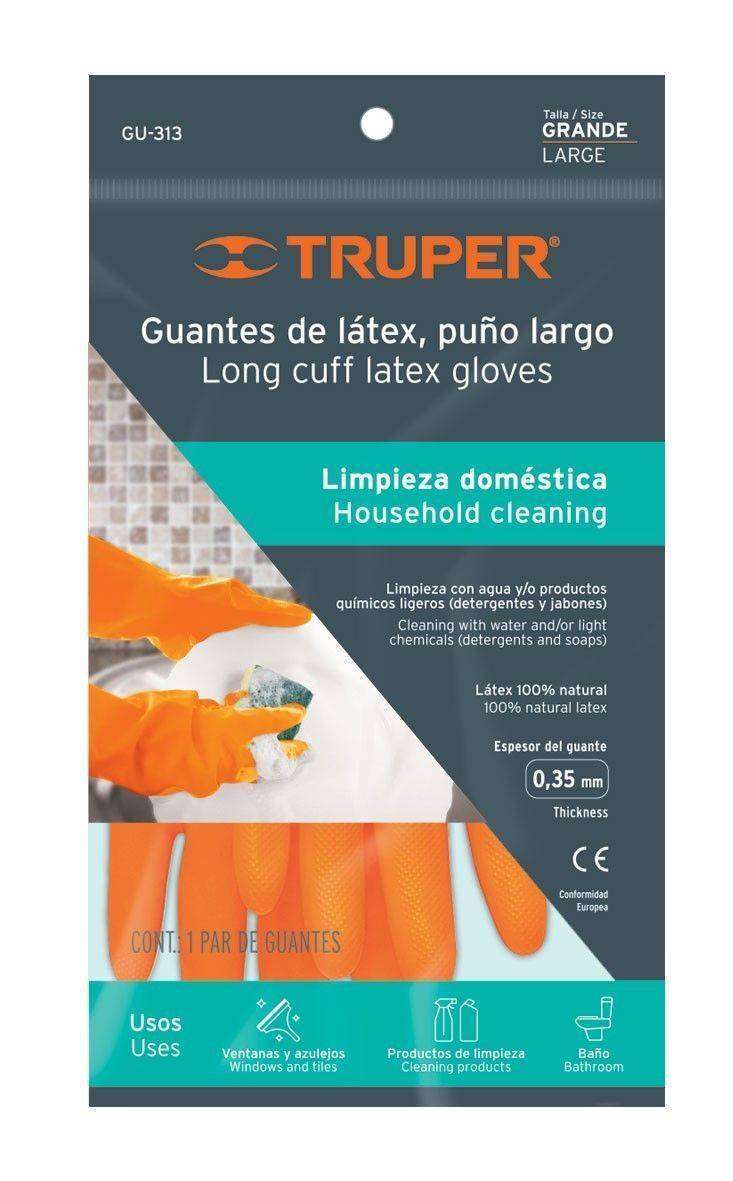 GU-313
Talla / Size
GRANDE
LARGE
TRUPER®
Guantes de látex, puño largo
Long cuff latex gloves
Limpieza doméstica
Household cleaning
Limpieza con agua y/o productos
químicos ligeros (detergentes y jabones)
Cleaning with water and/or light
chemicals (detergents and soaps)
Látex 100% natural
100% natural latex
Espesor del guante
0,35 mm
Thickness
CE
Conformidad
Europea
CONT.: 1 PAR DE GUANTES
Usos
Uses
Ventanas y azulejos
Windows and tiles
Productos de limpieza
Cleaning products
Baño
Bathroom